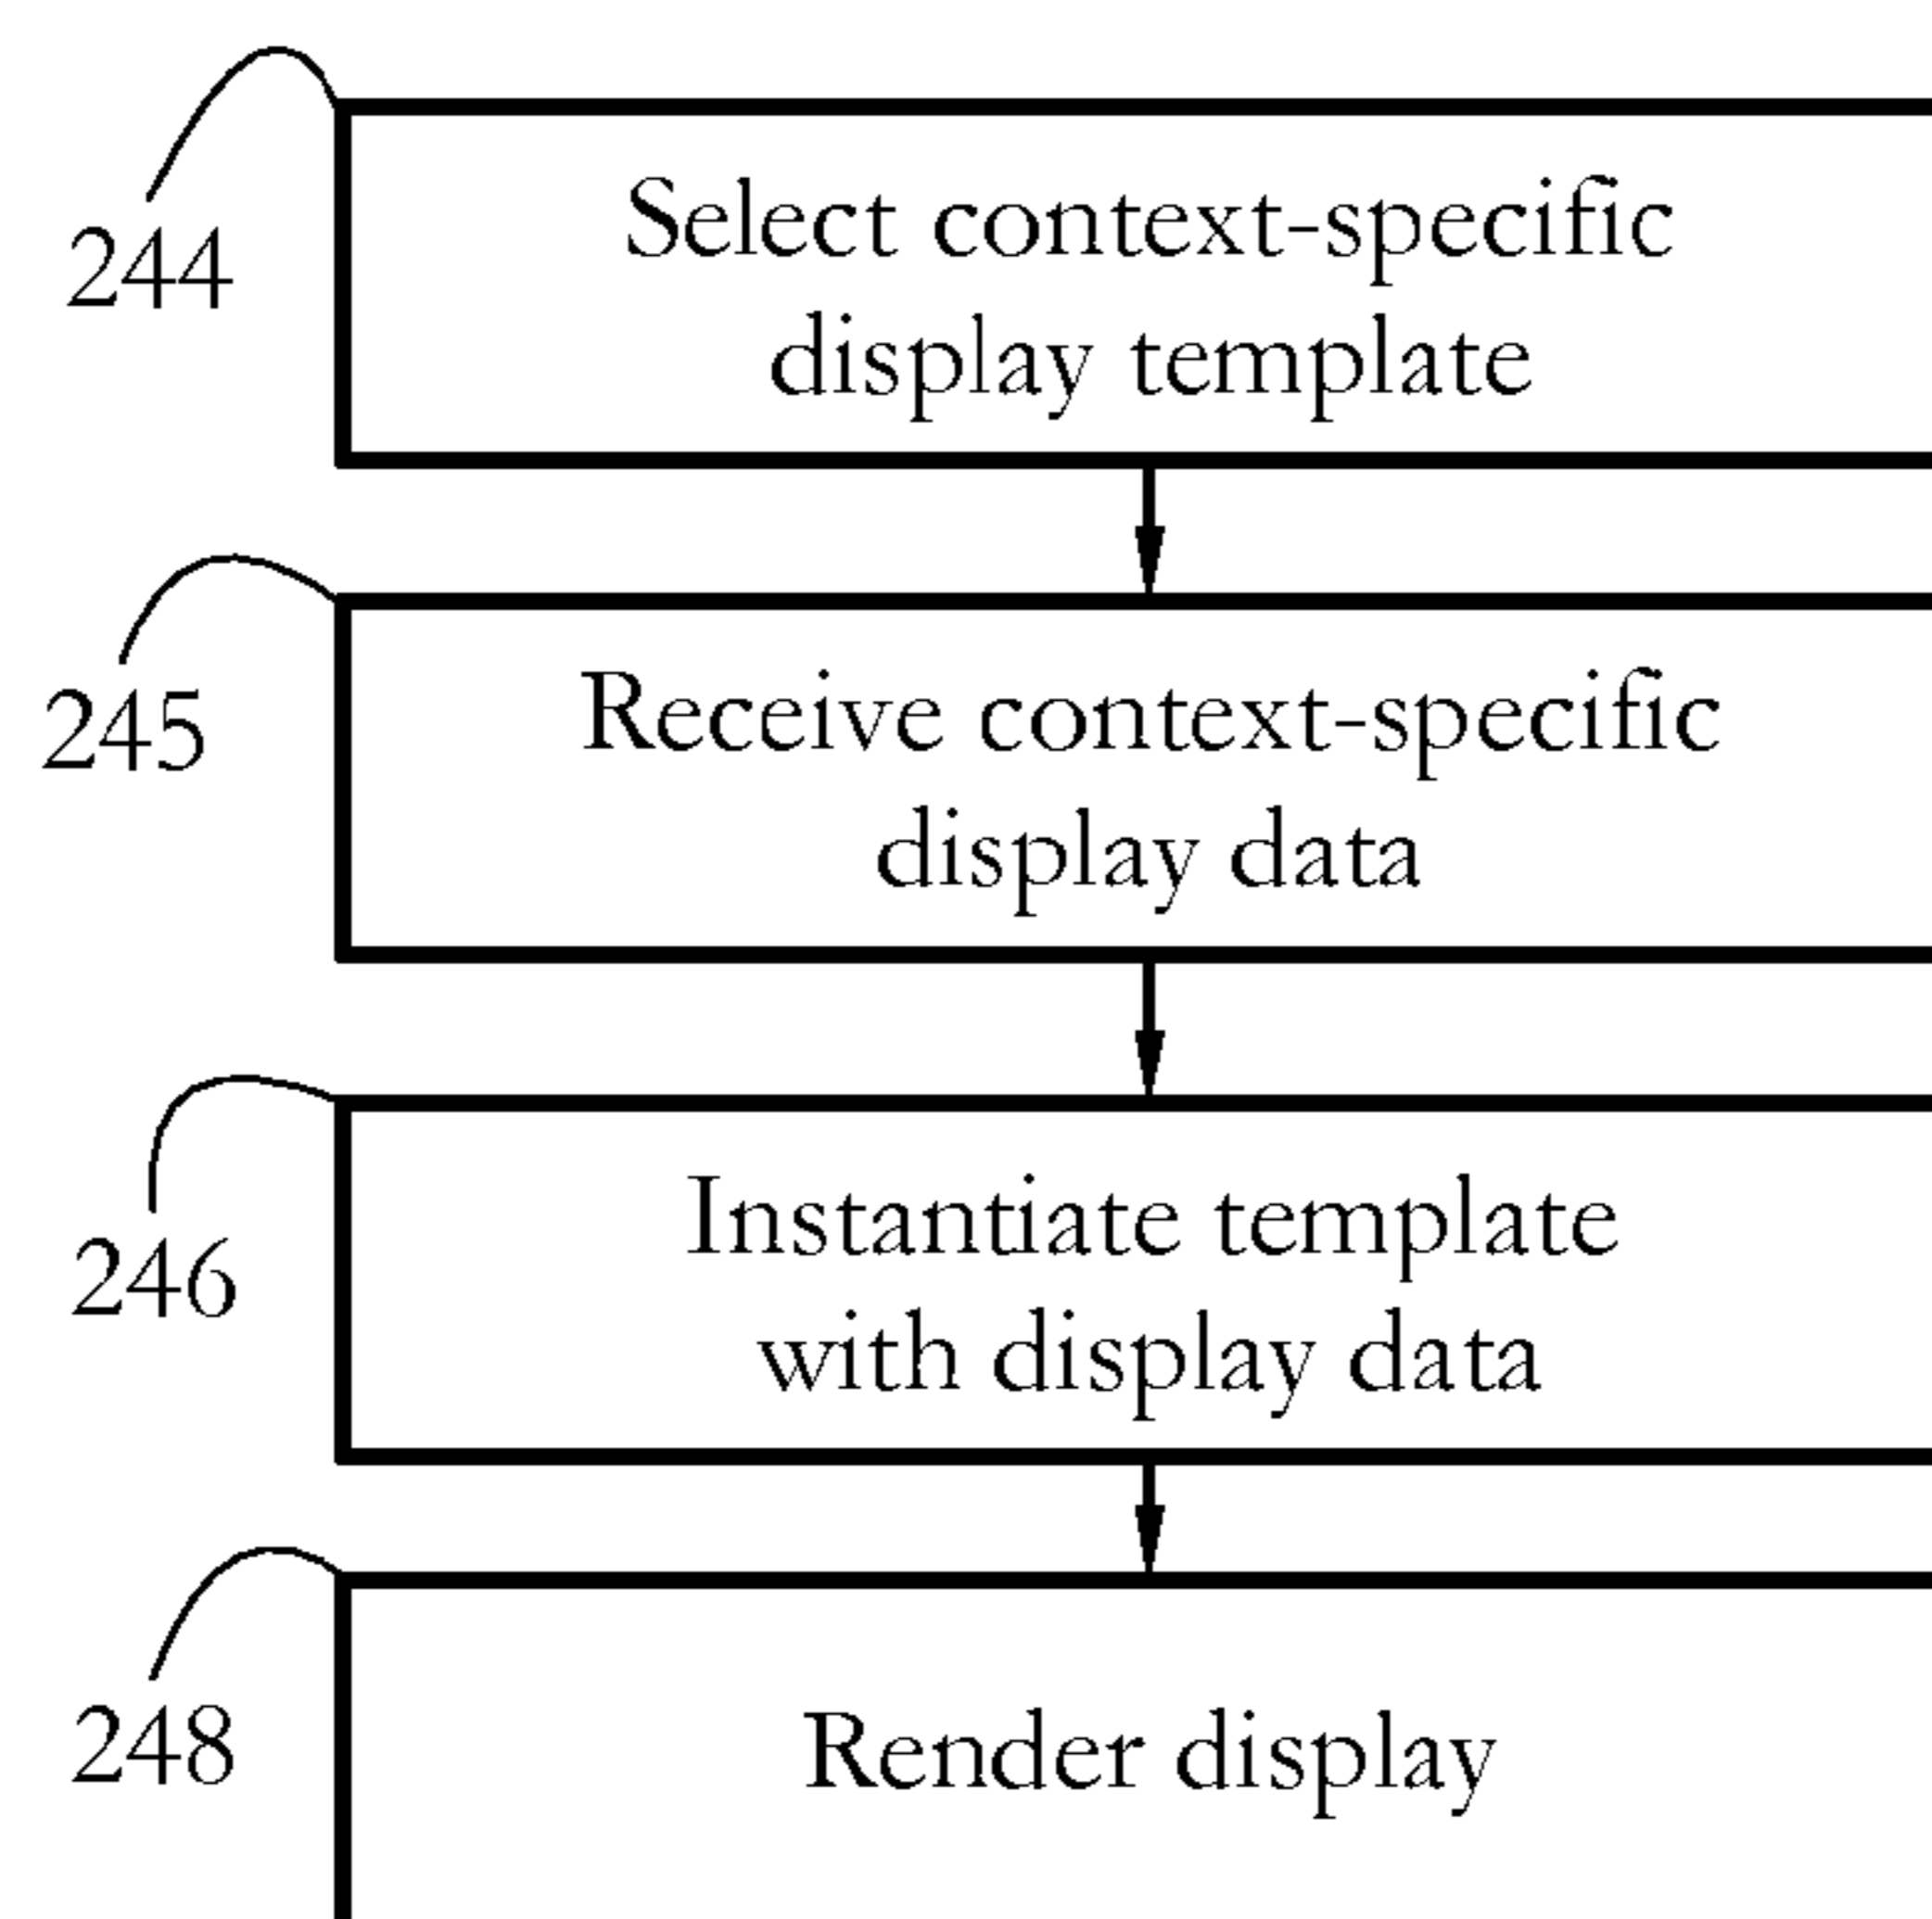 244
Select context-specific
display template
245
Receive context-specific
display data
246
Instantiate template
with display data
248
Render display